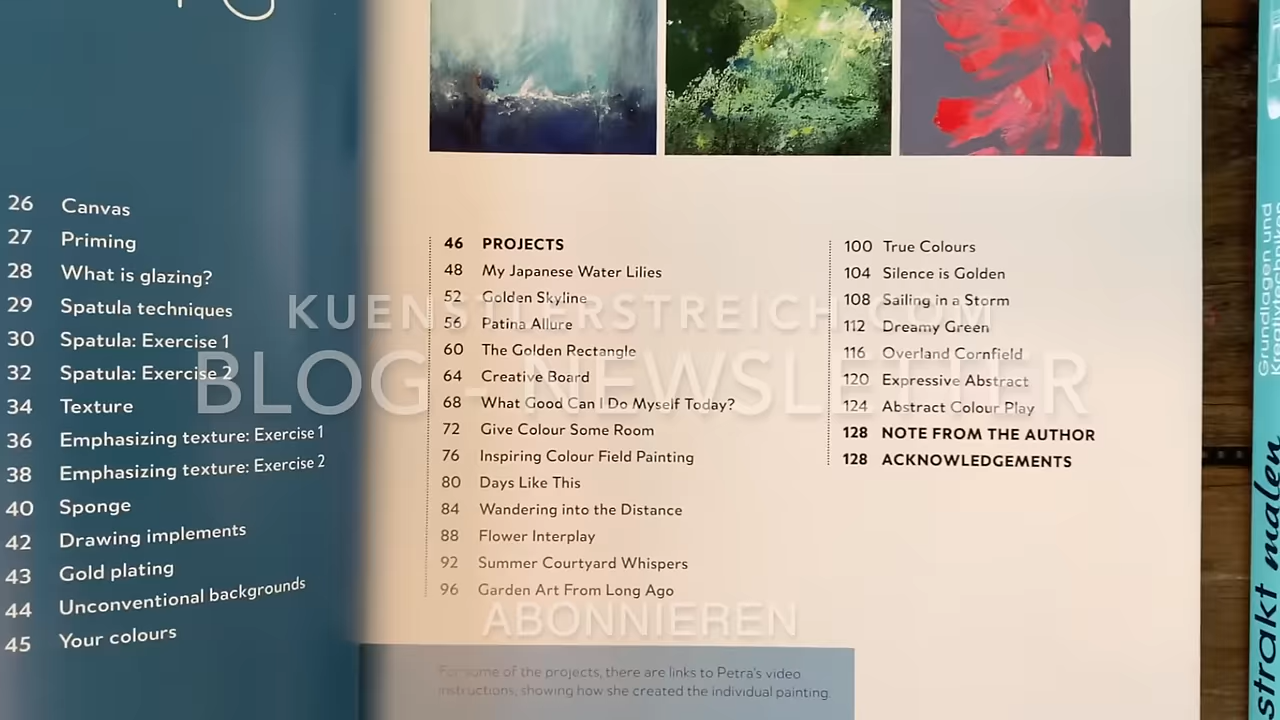 26 Canvas
27 Priming
28 What is glazing?
29 Spatula techniques
30 Spatula: Exercise 1
32 Spatula: Exercise 2
34 Texture
36 Emphasizing texture: Exercise 1
38 Emphasizing texture: Exercise 2
40 Sponge
42 Drawing implements
43 Gold plating
44 Unconventional backgrounds
45 Your colours
46 PROJECTS
48 My Japanese Water Lilies
52 Golden Skyline
56 Patina Allure
60 The Golden Rectangle
64 Creative Board
68 What Good Can I Do Myself Today?
72 Give Colour Some Room
76 Inspiring Colour Field Painting
80 Days Like This
84 Wandering into the Distance
88 Flower Interplay
92 Summer Courtyard Whispers
96 Garden Art From Long Ago
100 True Colours
104 Silence is Golden
108 Sailing in a Storm
112 Dreamy Green
116 Overland Cornfield
120 Expressive Abstract
124 Abstract Colour Play
128 NOTE FROM THE AUTHOR
128 ACKNOWLEDGEMENTS
For some of the projects, there are links to Petra's video
instructions, showing how she created the individual painting.
KUENSTLERSTREICH.COM
BLOG - NEWSLETTER
ABONNIEREN
Grundlagen und
strakt malen